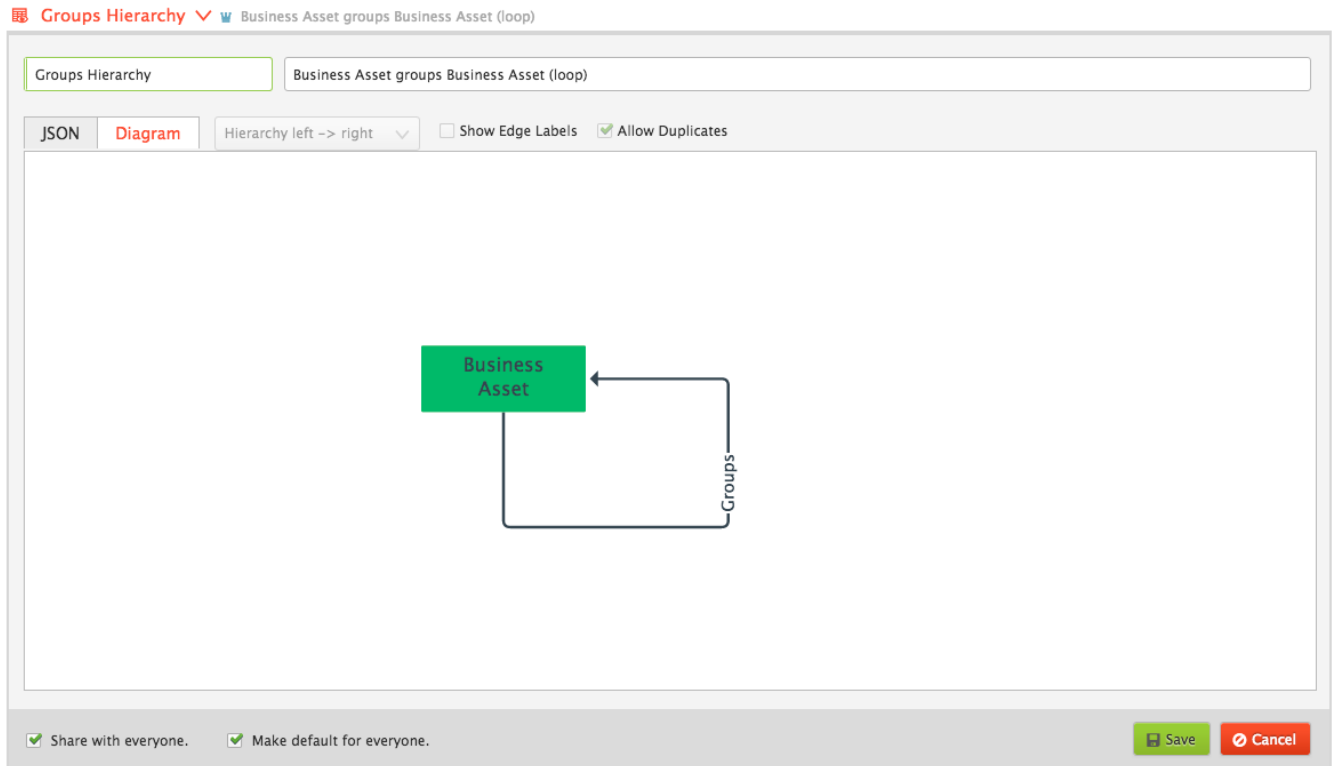 Groups Hierarchy Business Asset groups Business Asset (loop)
Groups Hierarchy Business Asset groups Business Asset (loop)
JSON Diagram Hierarchy left -> right Show Edge Labels Allow Duplicates
Business
Asset
Groups
Share with everyone. Make default for everyone. Save Cancel